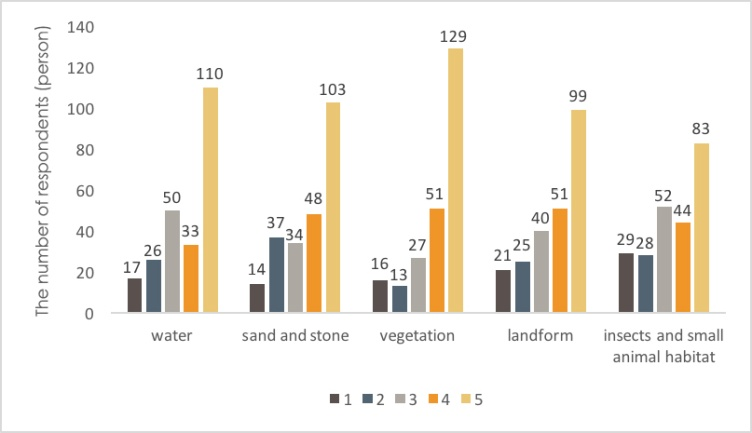 The number of respondents (person)
140
120
100
80
60
40
20
0
17 26 50 33 110
14 37 34 48 103
16 13 27 51 129
21 25 40 51 99
29 28 52 44 83
water
sand and stone
vegetation
landform
insects and small
animal habitat
1 2 3 4 5